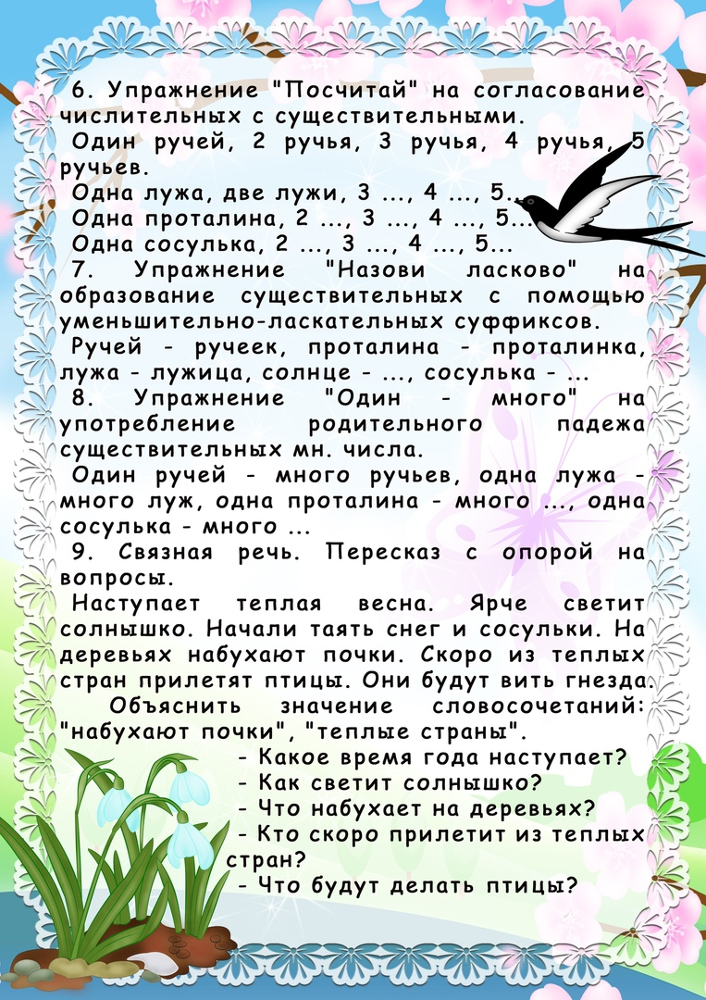 6. Упражнение "Посчитай" на согласование
числительных с существительными.
Один ручей, 2 ручья, 3 ручья, 4 ручья, 5
ручьев.
Одна лужа, две лужи, 3 ..., 4 ..., 5...
Одна проталина, 2 ..., 3 ..., 4 ..., 5...
Одна сосулька, 2 ..., 3 ..., 4 ..., 5...
7. Упражнение "Назови ласково" на
образование существительных с помощью
уменьшительно-ласкательных суффиксов.
Ручей - ручеек, проталина - проталинка,
лужа - лужица, солнце - ..., сосулька - ...
8. Упражнение "Один - много" на
употребление родительного падежа
существительных мн. числа.
Один ручей - много ручьев, одна лужа -
много луж, одна проталина - много ..., одна
сосулька - много ...
9. Связная речь. Пересказ с опорой на
вопросы.
Наступает теплая весна. Ярче светит
солнышко. Начали таять снег и сосульки. На
деревьях набухают почки. Скоро из теплых
стран прилетят птицы. Они будут вить гнезда.
Объяснить значение словосочетаний:
"набухают почки", "теплые страны".
- Какое время года наступает?
- Как светит солнышко?
- Что набухает на деревьях?
- Кто скоро прилетит из теплых
стран?
- Что будут делать птицы?